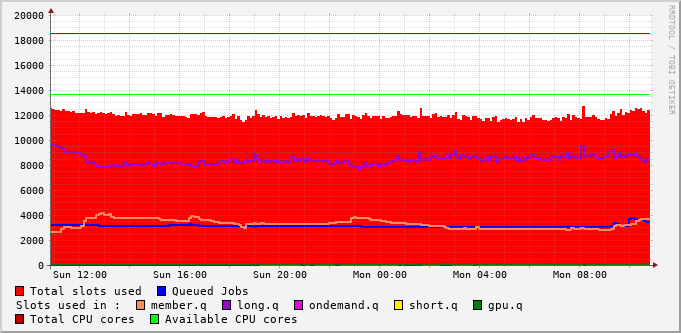 20000
18000
16000
14000
12000
10000
8000
6000
4000
2000
0
Sun 12:00 Sun 16:00 Sun 20:00 Mon 00:00 Mon 04:00 Mon 08:00
Total slots used Queued Jobs
Slots used in : member.q long.q ondemand.q short.q gpu.q
Total CPU cores Available CPU cores
RRDTOOL / TOBI OETIKER